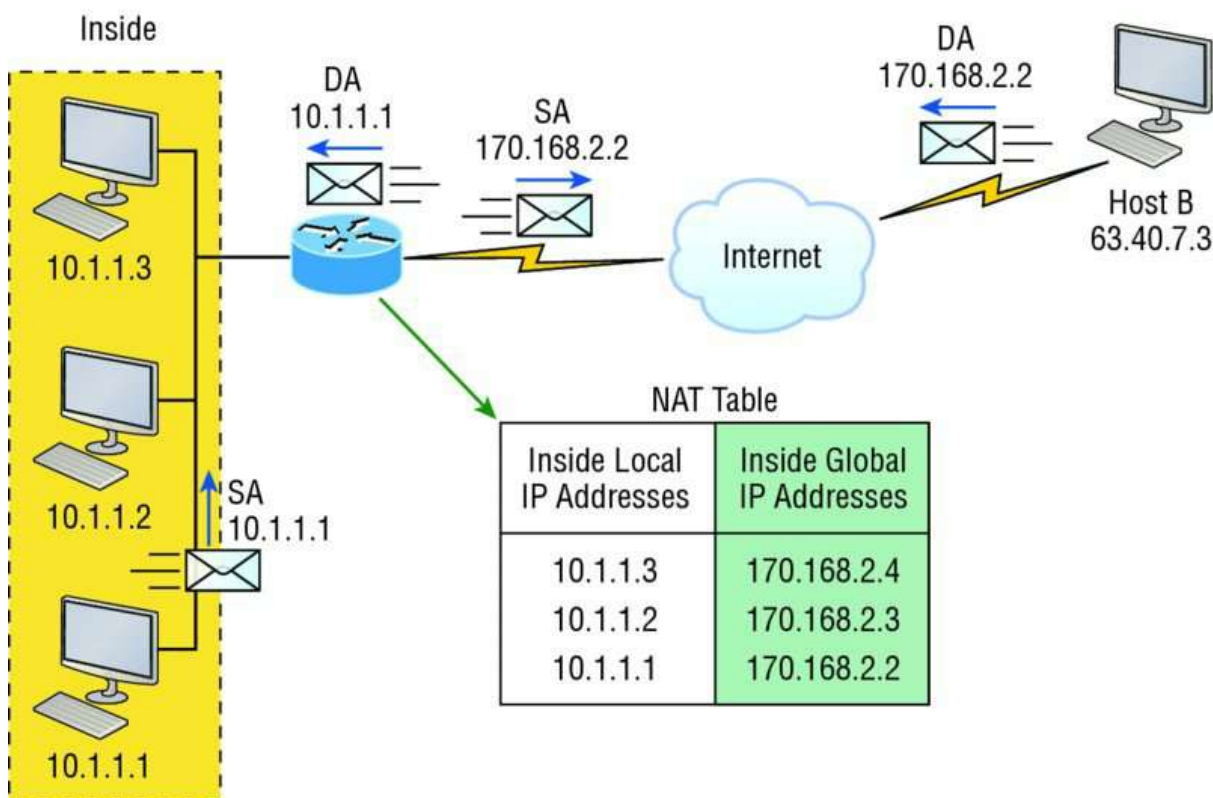 Inside
DA
10.1.1.1
SA
170.168.2.2
DA
170.168.2.2
10.1.1.3
Internet
Host B
63.40.7.3
10.1.1.2
SA
10.1.1.1
10.1.1.1
NAT Table
Inside Local
IP Addresses
Inside Global
IP Addresses
10.1.1.3 170.168.2.4
10.1.1.2 170.168.2.3
10.1.1.1 170.168.2.2